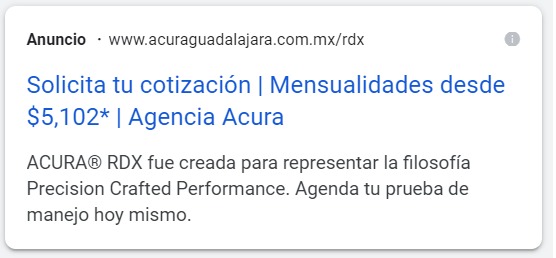 Anuncio · www.acuraguadalajara.com.mx/rdx
Solicita tu cotización | Mensualidades desde
$5,102* | Agencia Acura
ACURA® RDX fue creada para representar la filosofía
Precision Crafted Performance. Agenda tu prueba de
manejo hoy mismo.